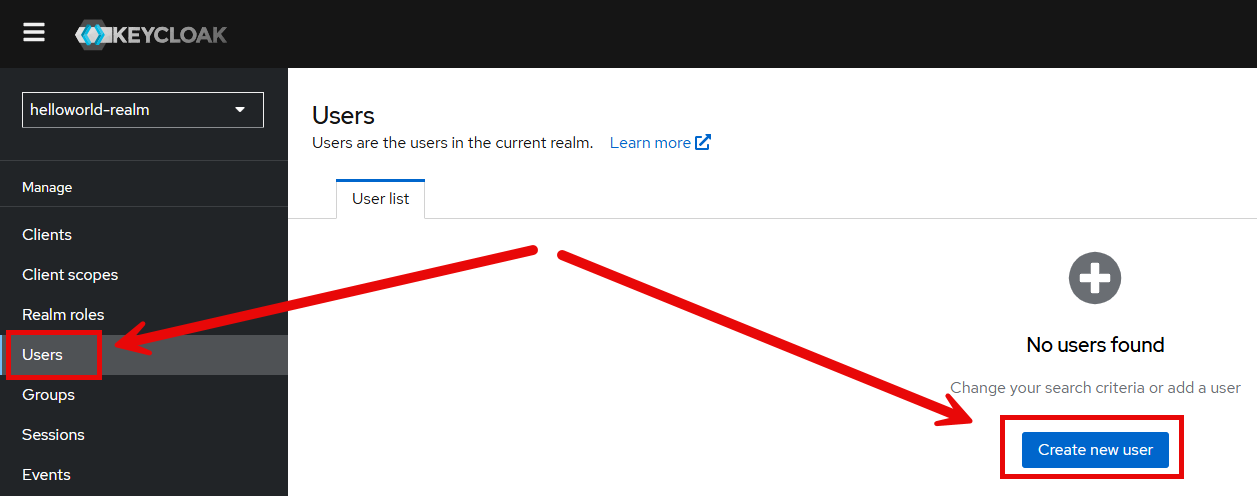 KEYCLOAK
helloworld-realm
Manage
Clients
Client scopes
Realm roles
Users
Groups
Sessions
Events
Users
Users are the users in the current realm. Learn more
User list
No users found
Change your search criteria or add a user
Create new user